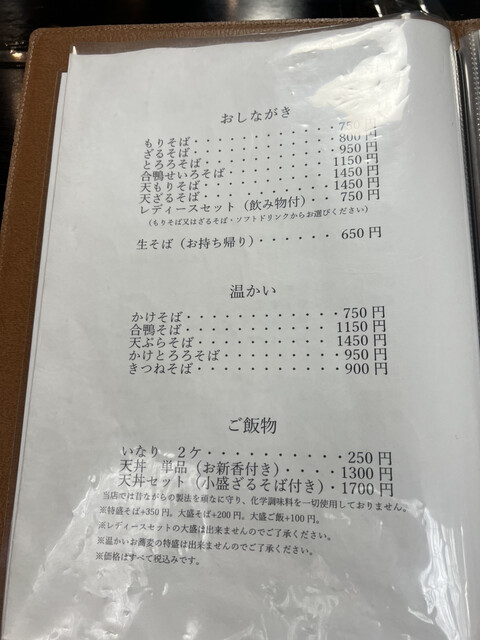 おしながき
もりそば・・・・・・・・・・・・750円
ざるそば・・・・・・・・・・・・800円
とろろそば・・・・・・・・・・・950円
合鴨せいろそば・・・・・・・・・1150円
天もりそば・・・・・・・・・・・1450円
天ざるそば・・・・・・・・・・・1450円
レディースセット（飲み物付）・・750円
（もりそば又はざるそば・ソフトドリンクからお選びください）
生そば（お持ち帰り）・・・・・・650円
温かい
かけそば・・・・・・・・・・・・750円
合鴨そば・・・・・・・・・・・・1150円
天ぷらそば・・・・・・・・・・・1450円
かけとろろそば・・・・・・・・・950円
きつねそば・・・・・・・・・・・900円
ご飯物
いなり　２ケ・・・・・・・・・・250円
天丼　単品（お新香付き）・・・・1300円
天丼セット（小盛ざるそば付き）・1700円
当店では昔ながらの製法を頑なに守り、化学調味料を一切使用しておりません。
※特盛そば+350円。大盛そば+200円。大盛ご飯+100円。
※レディースセットの大盛は出来ませんのでご了承ください。
※温かいお蕎麦の特盛は出来ませんのでご了承ください。
※価格はすべて税込みです。